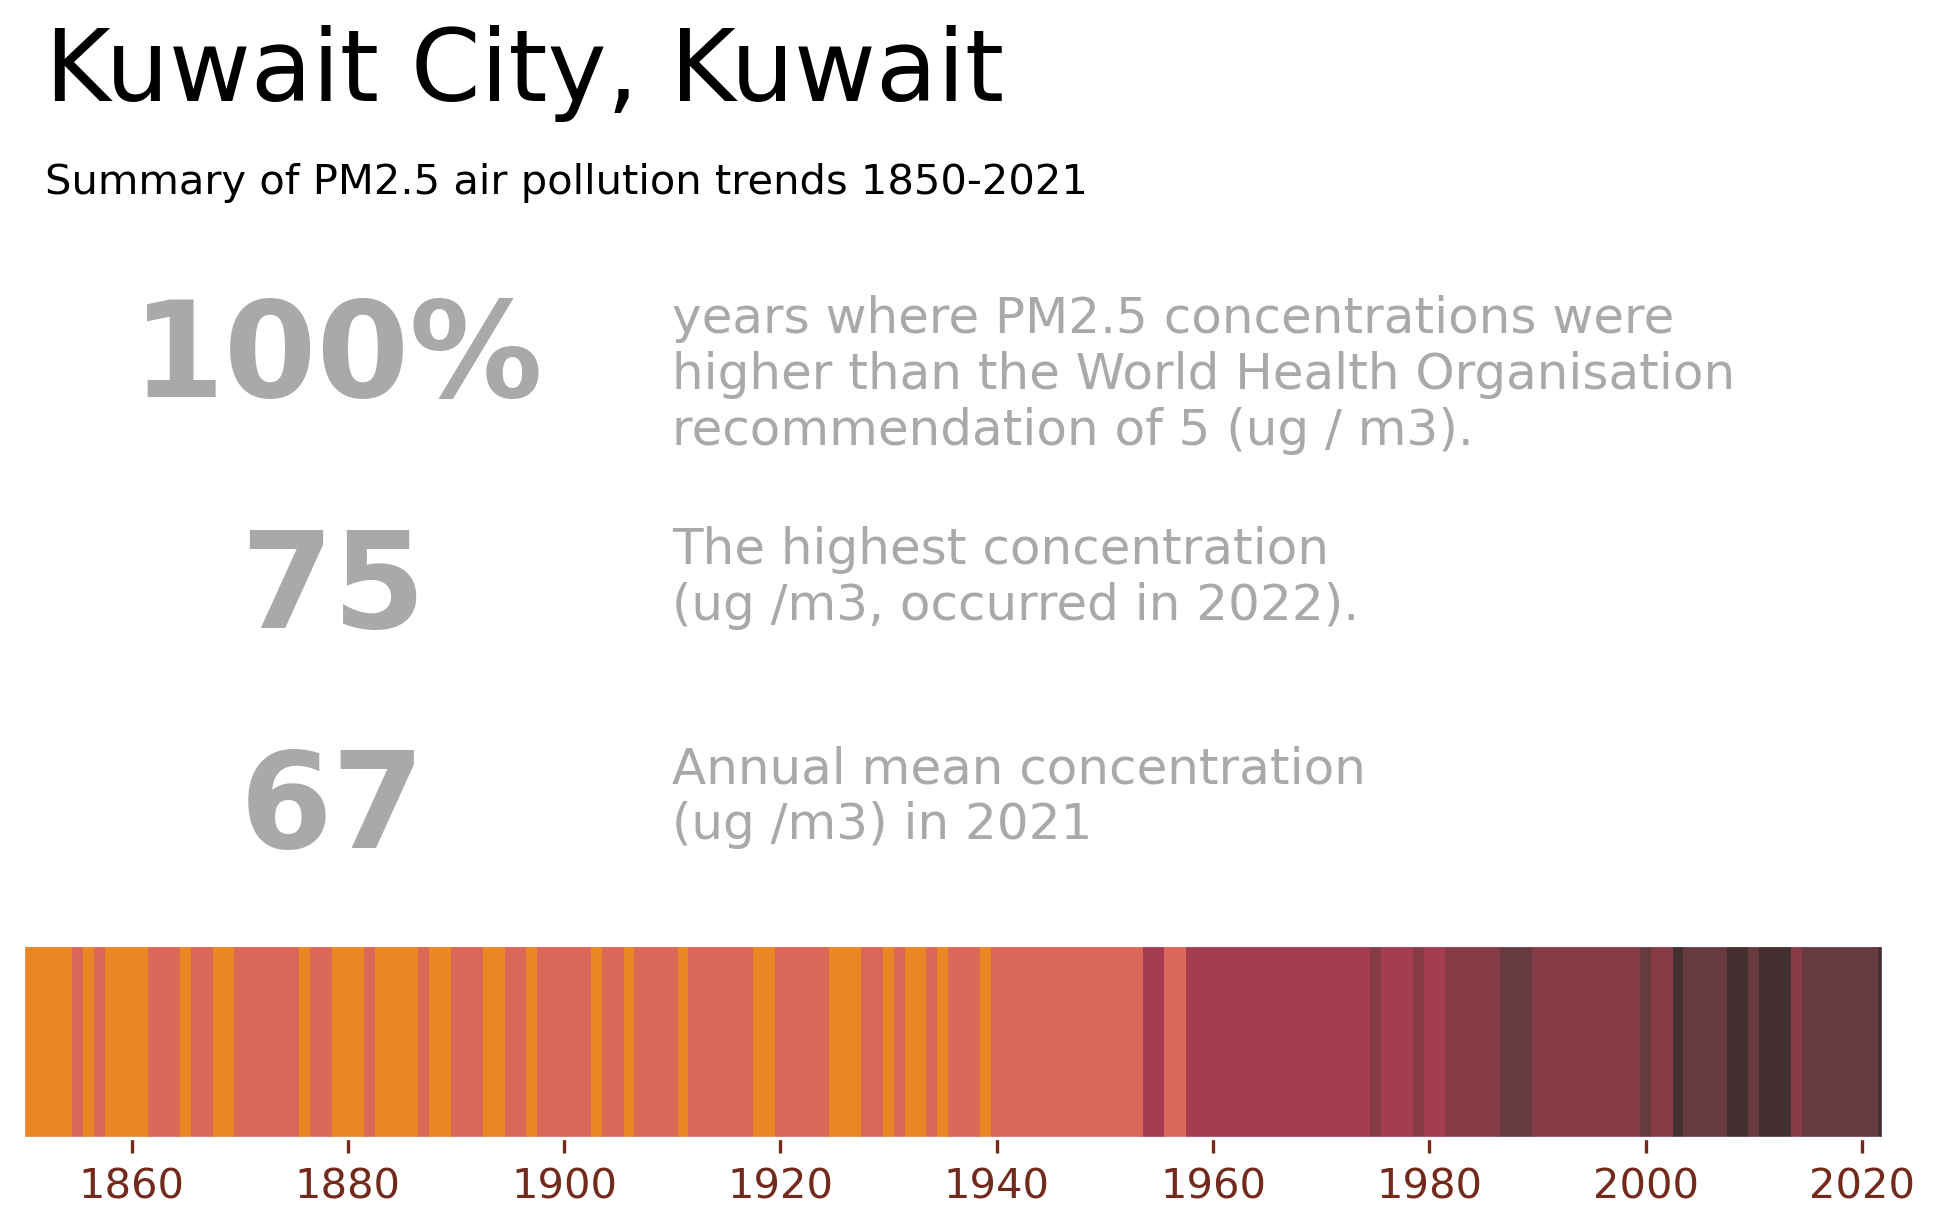 Kuwait City, Kuwait
Summary of PM2.5 air pollution trends 1850-2021
100%
years where PM2.5 concentrations were
higher than the World Health Organisation
recommendation of 5 (ug / m3).
75
The highest concentration
(ug /m3, occurred in 2022).
67
Annual mean concentration
(ug /m3) in 2021
1860 1880 1900 1920 1940 1960 1980 2000 2020